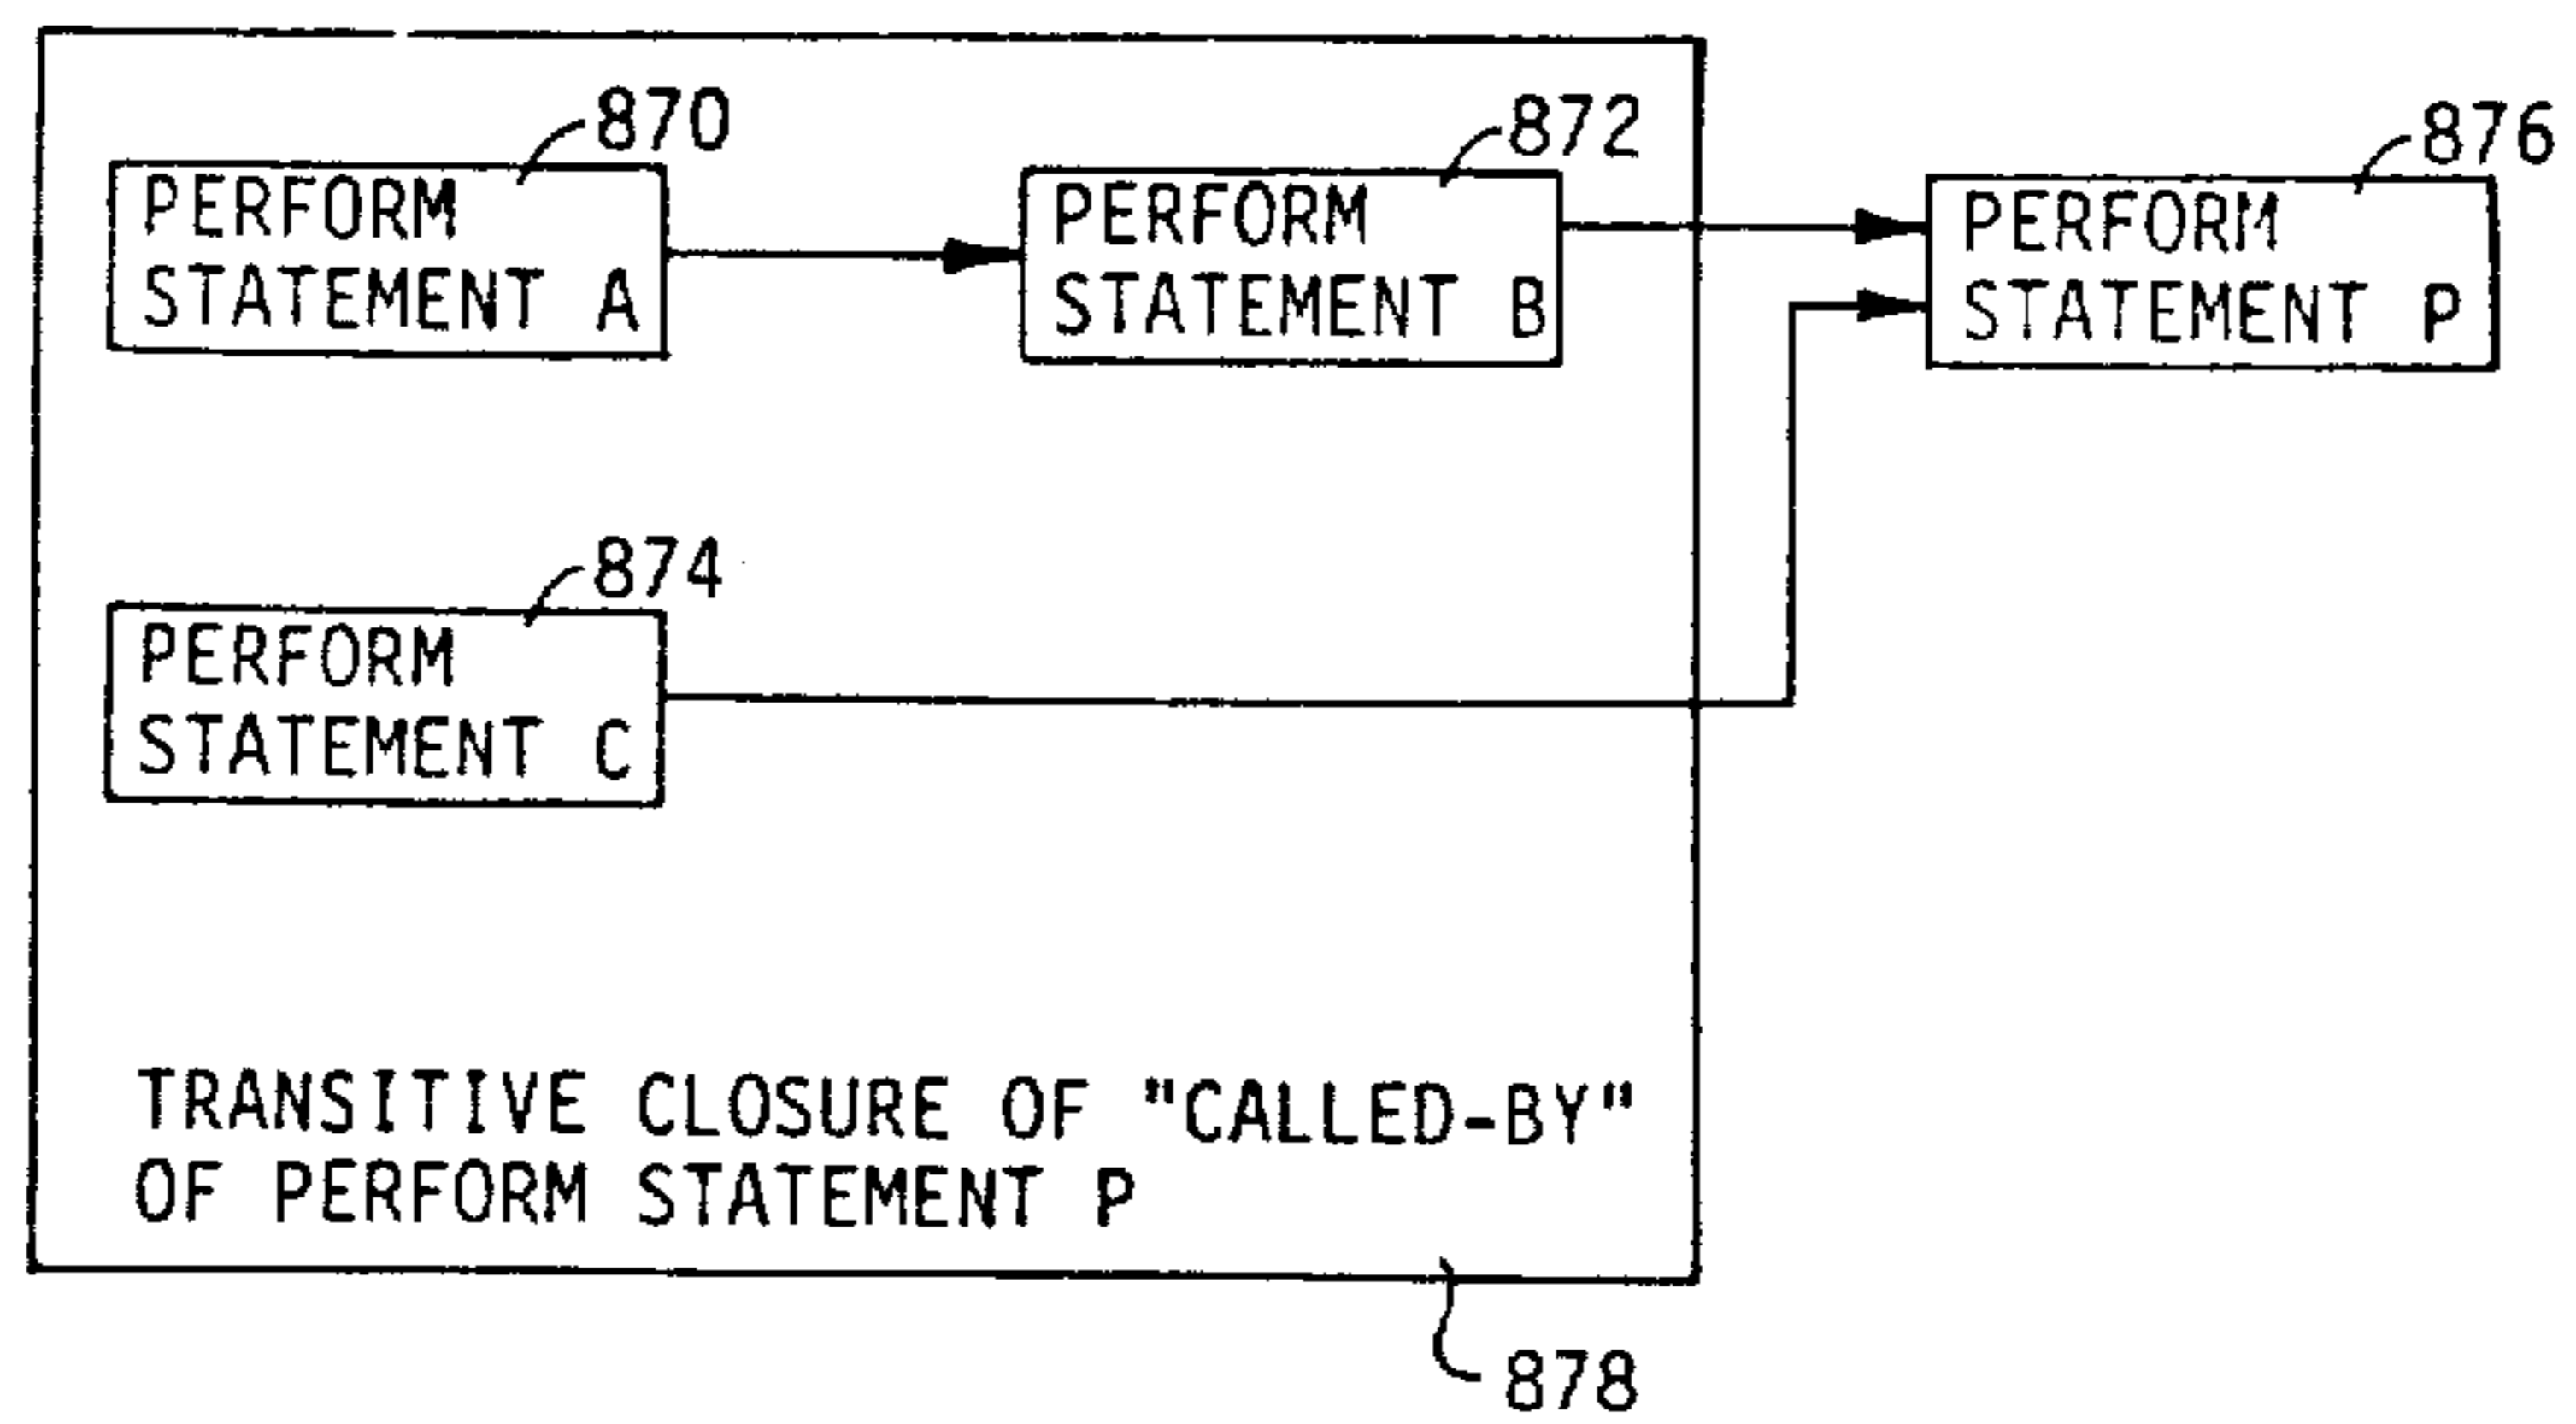 870
872
876
PERFORM
STATEMENT A
PERFORM
STATEMENT B
PERFORM
STATEMENT P
874
PERFORM
STATEMENT C
TRANSITIVE CLOSURE OF "CALLED-BY"
OF PERFORM STATEMENT P
878